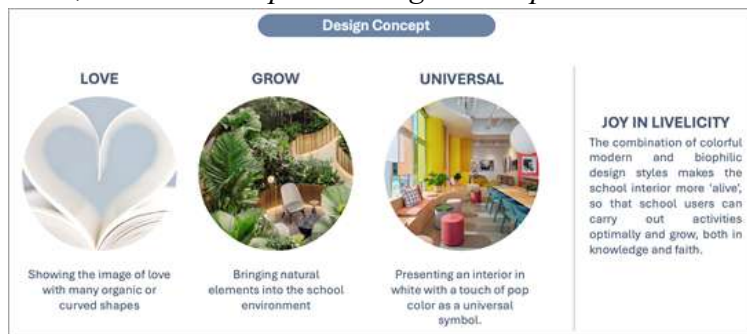 Design Concept
LOVE
Showing the image of love
with many organic or
curved shapes
GROW
Bringing natural
elements into the school
environment
UNIVERSAL
Presenting an interior in
white with a touch of pop
color as a universal
symbol.
JOY IN LIVELICITY
The combination of colorful
modern and biophilic
design styles makes the
school interior more 'alive',
so that school users can
carry out activities
optimally and grow, both in
knowledge and faith.